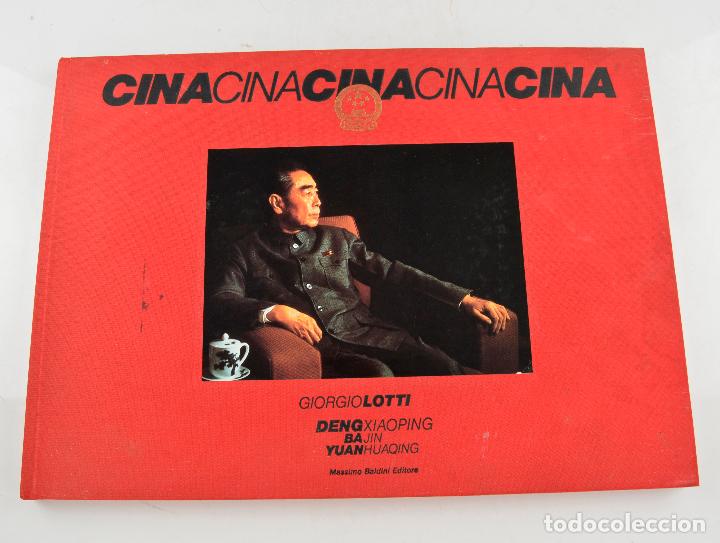 CINACINACINACINACINA
GIORGIOLOTTI
DENGXIAOPING
BAJIN
YUANHUAQING
Massimo Baldini Editore
todocoleccion